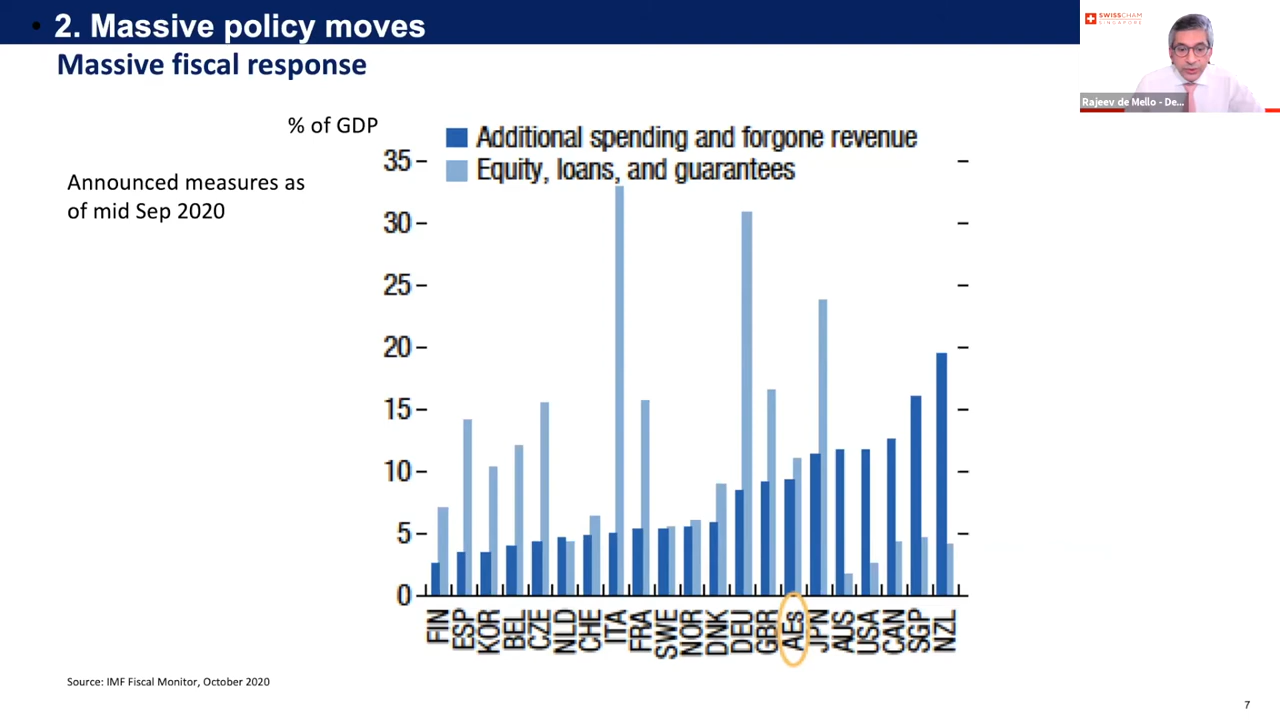 • 2. Massive policy moves
Massive fiscal response
SWISSCHAM
SINGAPORE
Rajeev de Mello - De...
% of GDP
Announced measures as
of mid Sep 2020
Additional spending and forgone revenue
Equity, loans, and guarantees
35
30
25
20
15
10
5
0
FIN ESP KOR BEL CZE NLD CHE ITA FRA SWE NOR DNK DEU GBR AEs JPN AUS USA CAN SGP NZL
Source: IMF Fiscal Monitor, October 2020
7